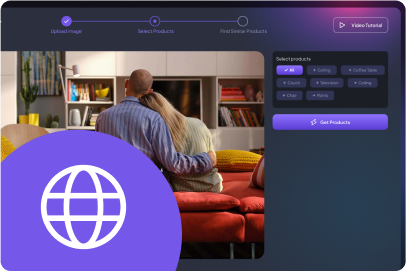 Upload image
Select Products
Find Similar Products
Video Tutorial
Select products
All
Ceiling
Coffee Table
Couch
Television
Ceiling
Chair
Plants
Get Products